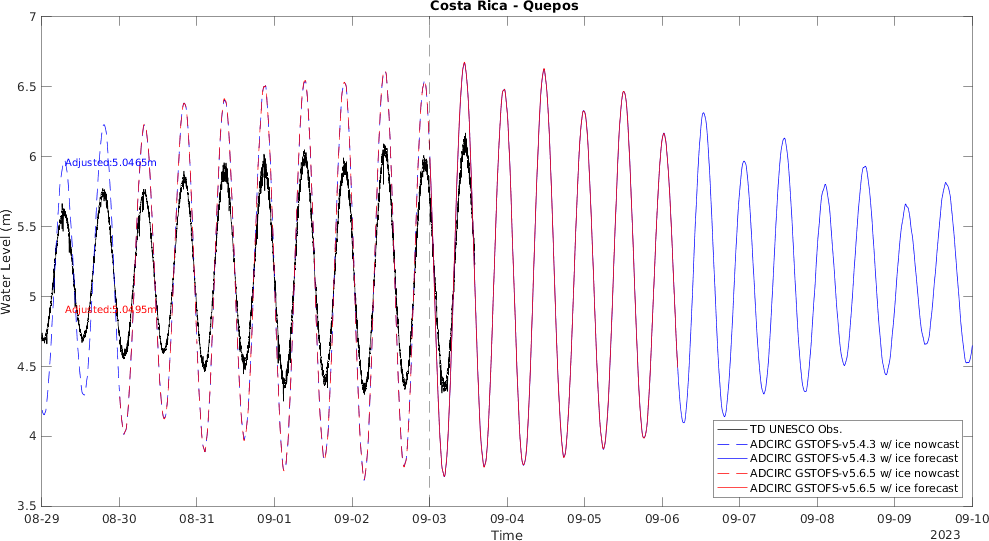 Costa Rica - Quepos
7
6.5
6
5.5
5
4.5
4
3.5
Water Level (m)
Adjusted:5.0465m
Adjusted:5.0495m
TD UNESCO Obs.
ADCIRC GSTOFS-v5.4.3 w/ ice nowcast
ADCIRC GSTOFS-v5.4.3 w/ ice forecast
ADCIRC GSTOFS-v5.6.5 w/ ice nowcast
ADCIRC GSTOFS-v5.6.5 w/ ice forecast
08-29 08-30 08-31 09-01 09-02 09-03 09-04 09-05 09-06 09-07 09-08 09-09 09-10
Time
2023